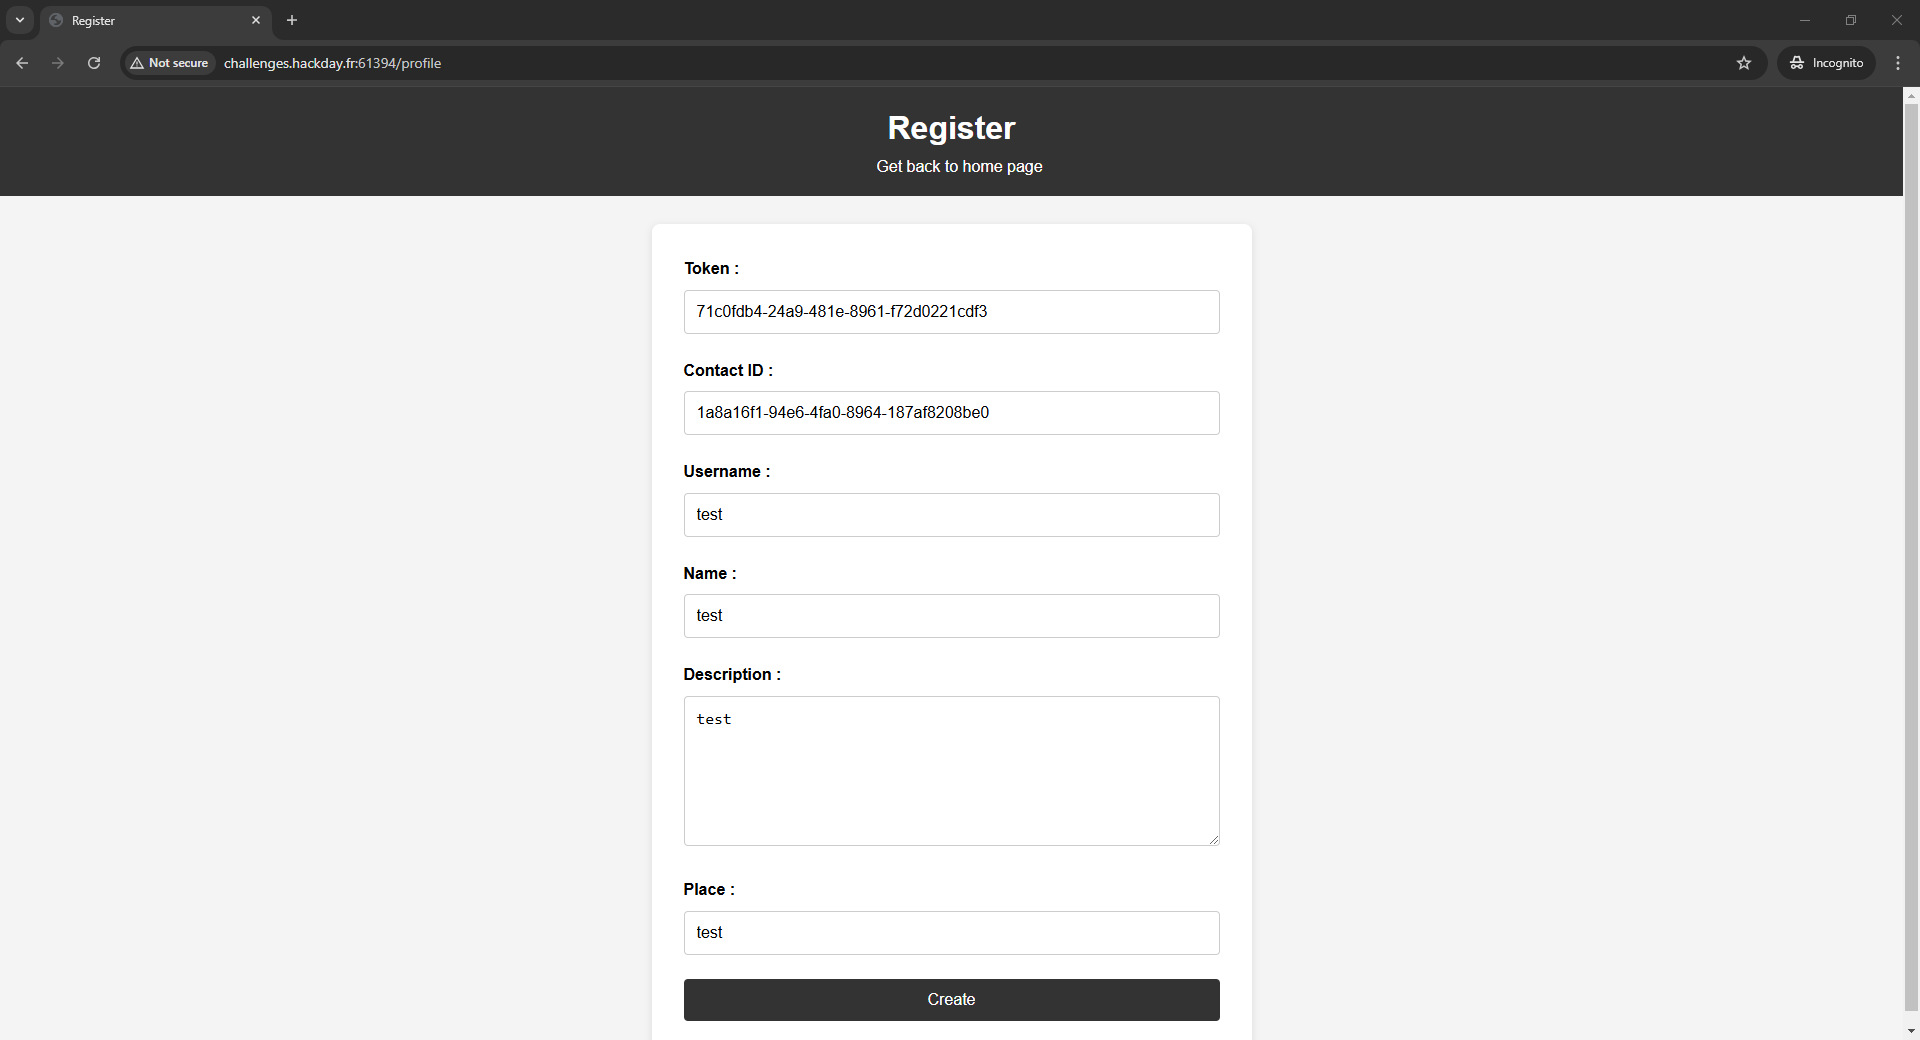 Register
Not secure
challenges.hackday.fr:61394/profile
Incognito
Register
Get back to home page
Token :
71c0fdb4-24a9-481e-8961-f72d0221cdf3
Contact ID :
1a8a16f1-94e6-4fa0-8964-187af8208be0
Username :
test
Name :
test
Description :
test
Place :
test
Create